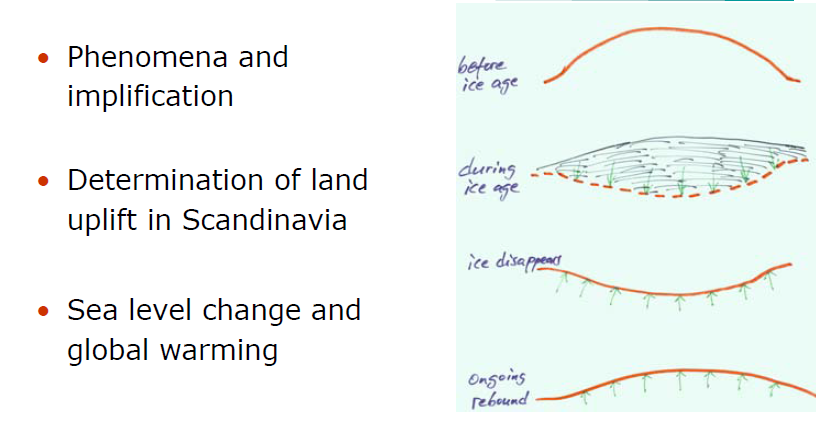 Phenomena and
implification
Determination of land
uplift in Scandinavia
Sea level change and
global warming
before
ice age
during
ice age
ice disappears
Ongoing
rebound